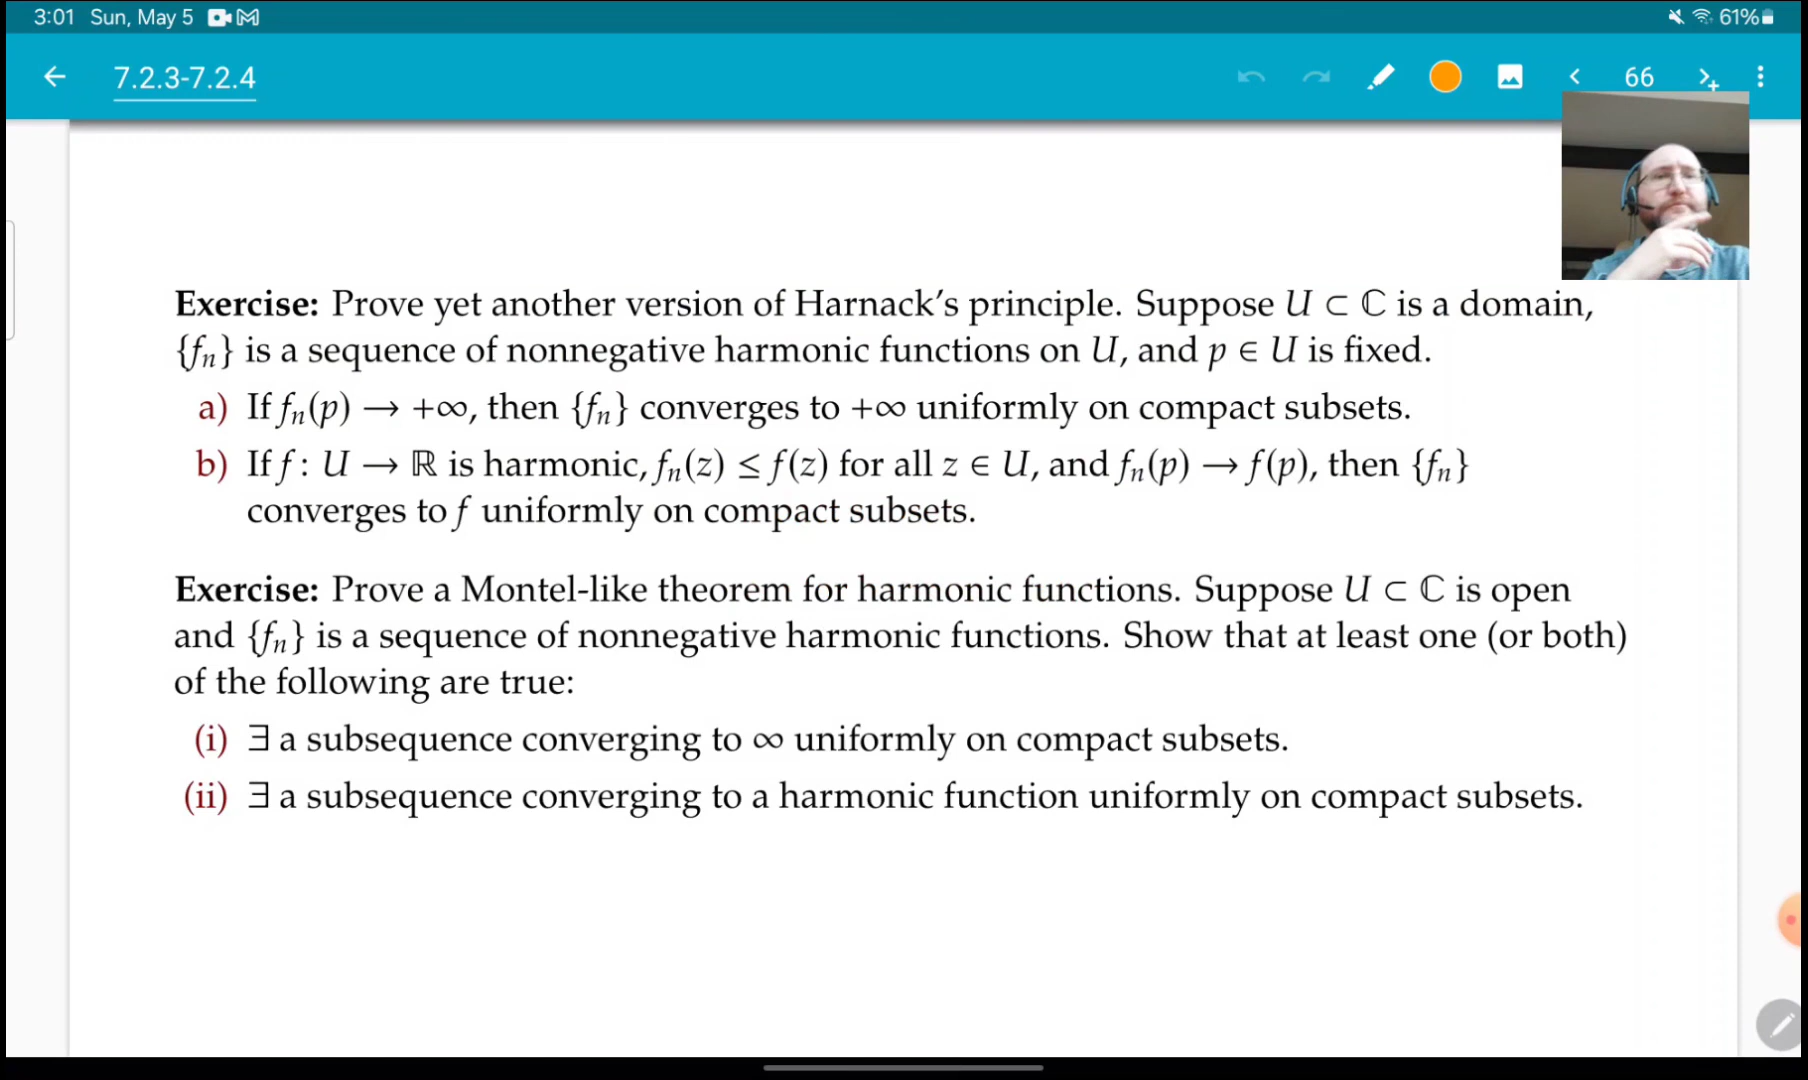 3:01 Sun, May 5 61%
7.2.3-7.2.4 66
Exercise: Prove yet another version of Harnack’s principle. Suppose U ⊂ ℂ is a domain,
{fₙ} is a sequence of nonnegative harmonic functions on U, and p ∈ U is fixed.
a) If fₙ(p) → +∞, then {fₙ} converges to +∞ uniformly on compact subsets.
b) If f: U → ℝ is harmonic, fₙ(z) ≤ f(z) for all z ∈ U, and fₙ(p) → f(p), then {fₙ}
converges to f uniformly on compact subsets.
Exercise: Prove a Montel-like theorem for harmonic functions. Suppose U ⊂ ℂ is open
and {fₙ} is a sequence of nonnegative harmonic functions. Show that at least one (or both)
of the following are true:
(i) ∃ a subsequence converging to ∞ uniformly on compact subsets.
(ii) ∃ a subsequence converging to a harmonic function uniformly on compact subsets.